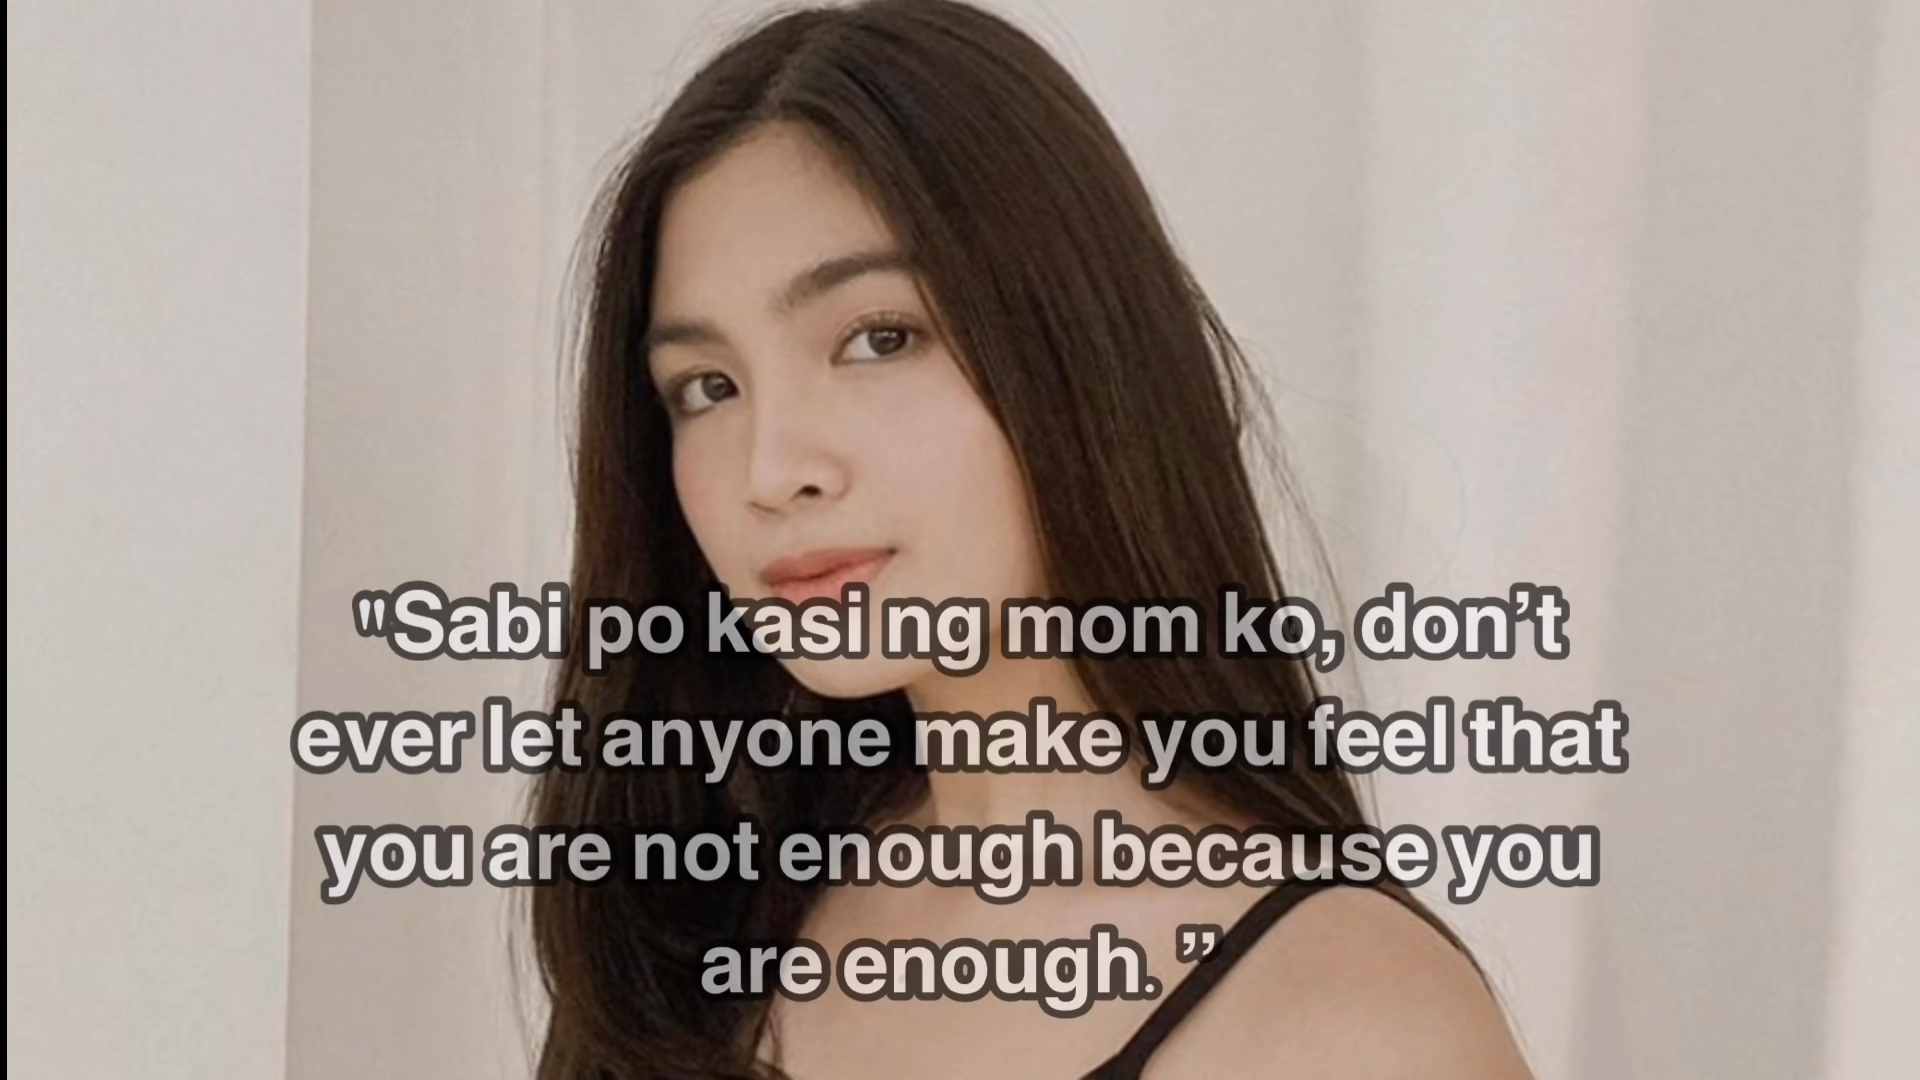 "Sabi po kasi ng mom ko, don’t
ever let anyone make you feel that
you are not enough because you
are enough. ”